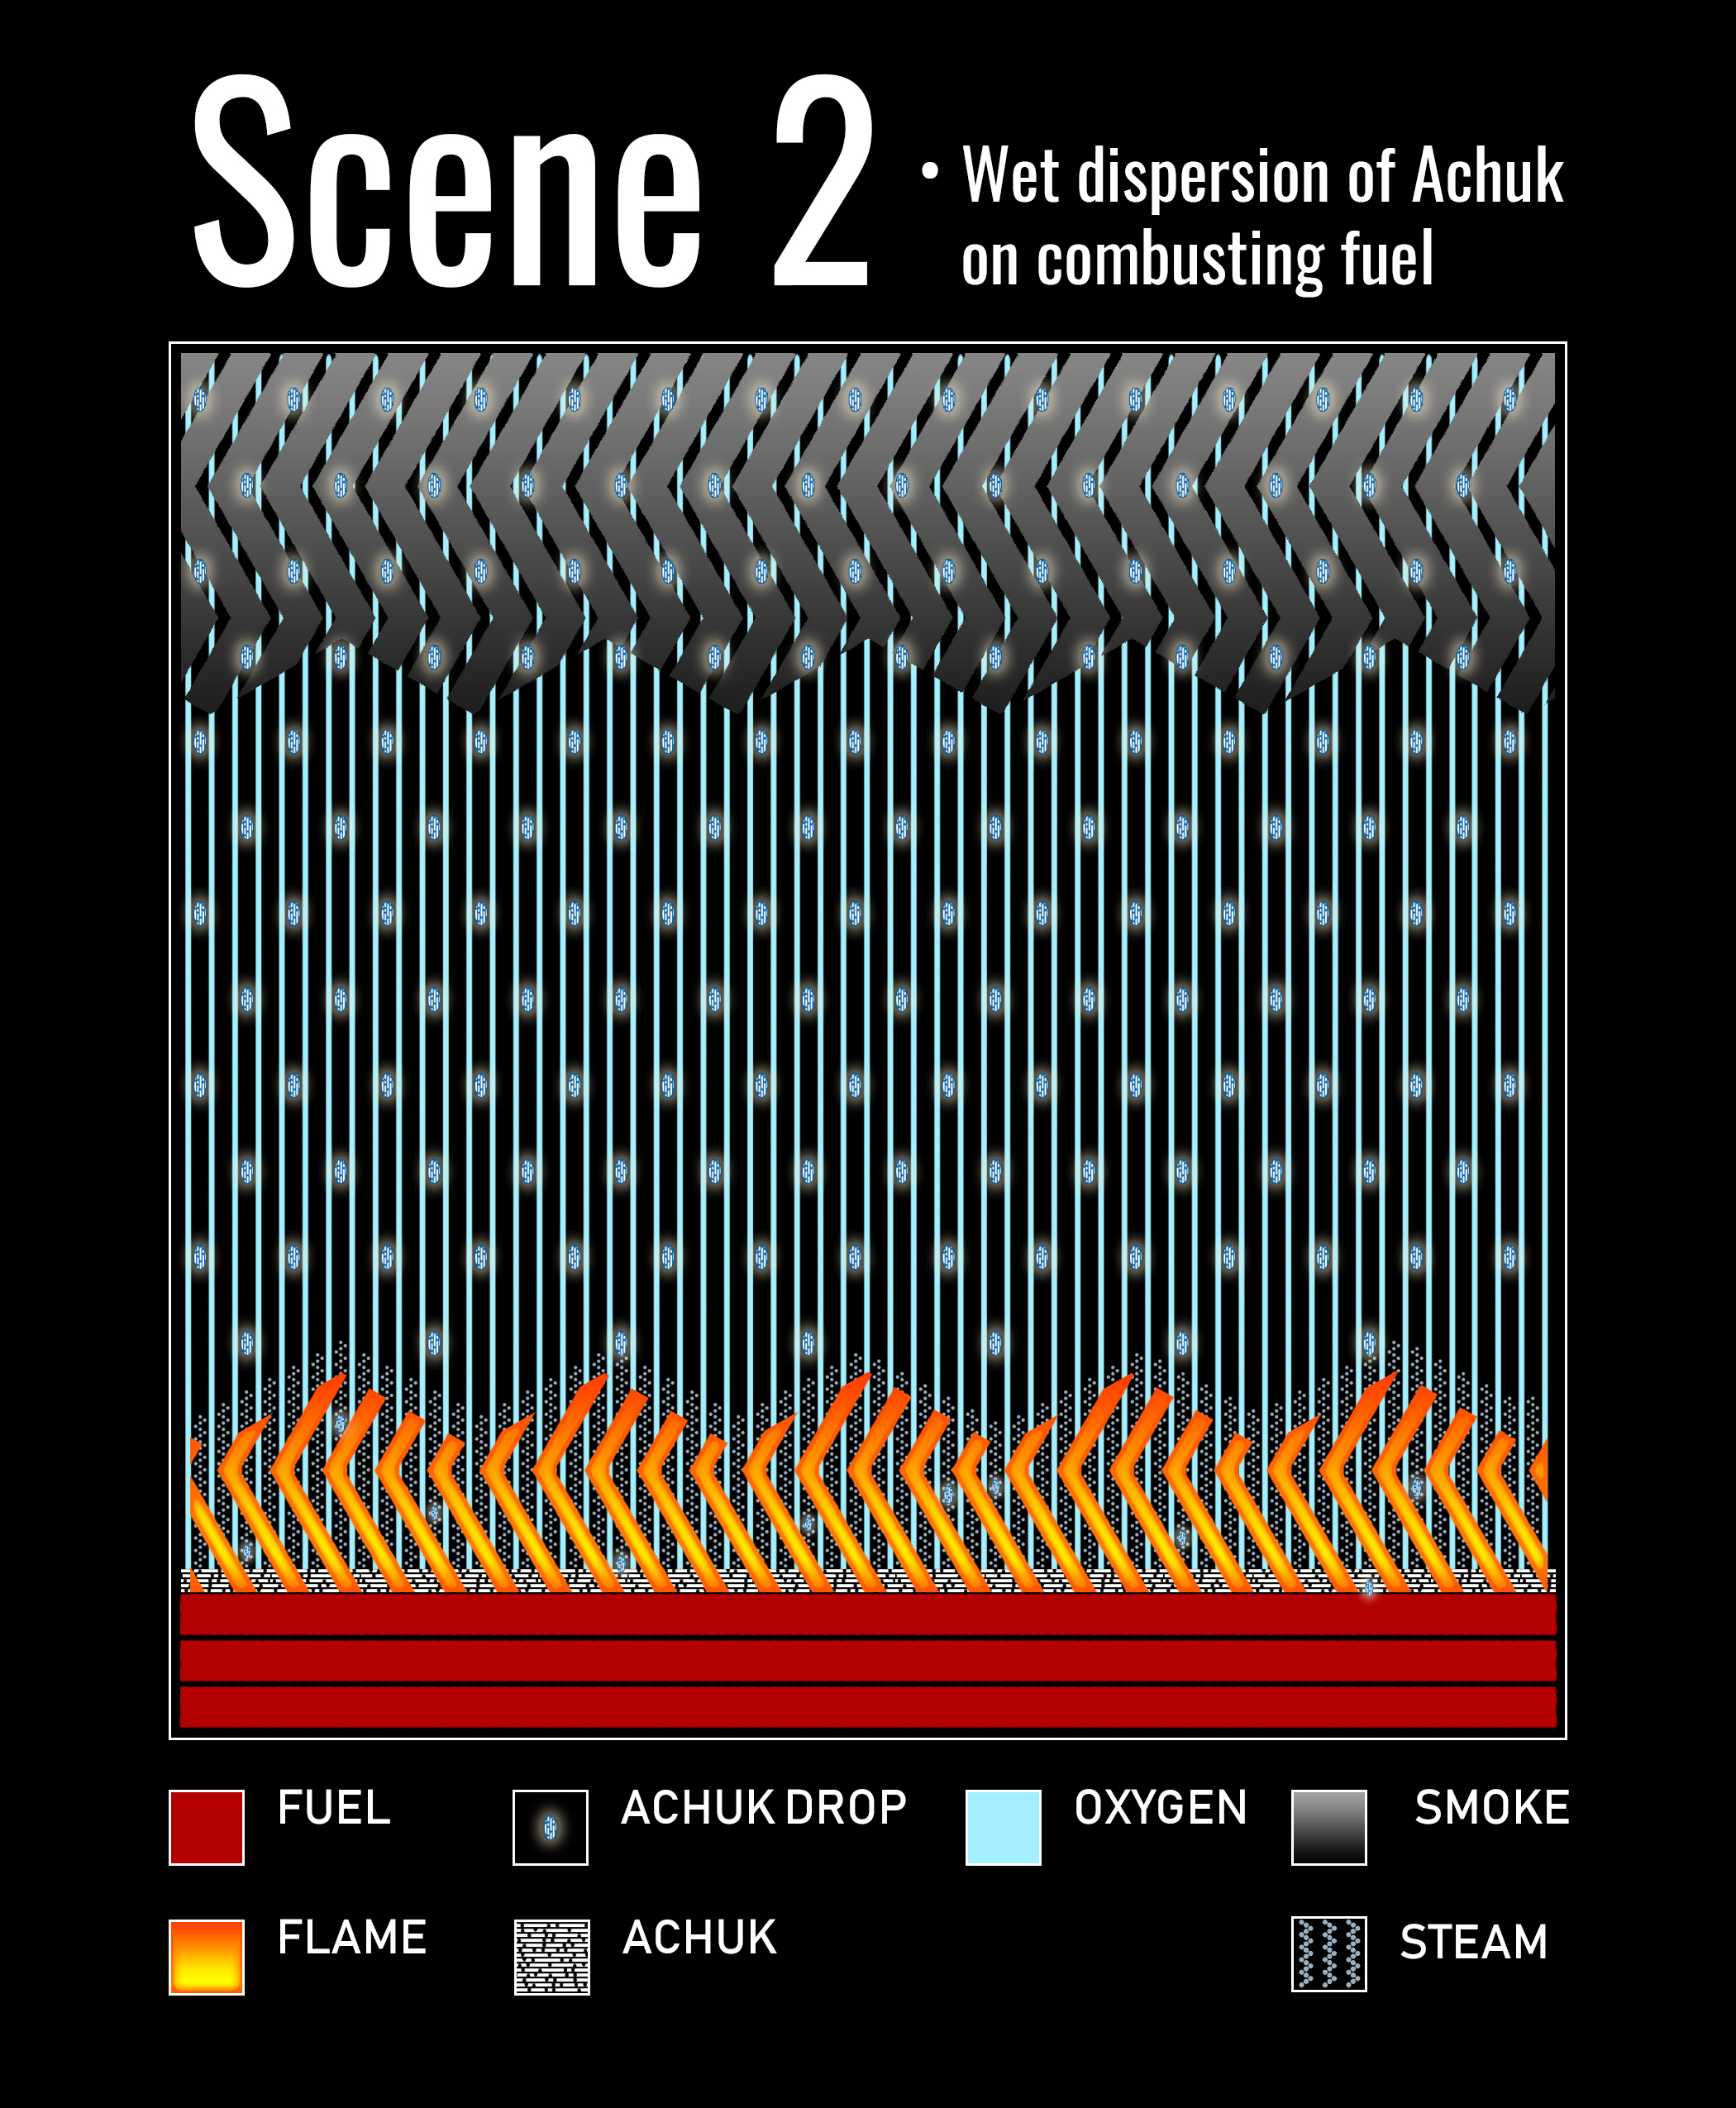 Scene 2
• Wet dispersion of Achuk
on combusting fuel
FUEL
ACHUK DROP
OXYGEN
SMOKE
FLAME
ACHUK
STEAM